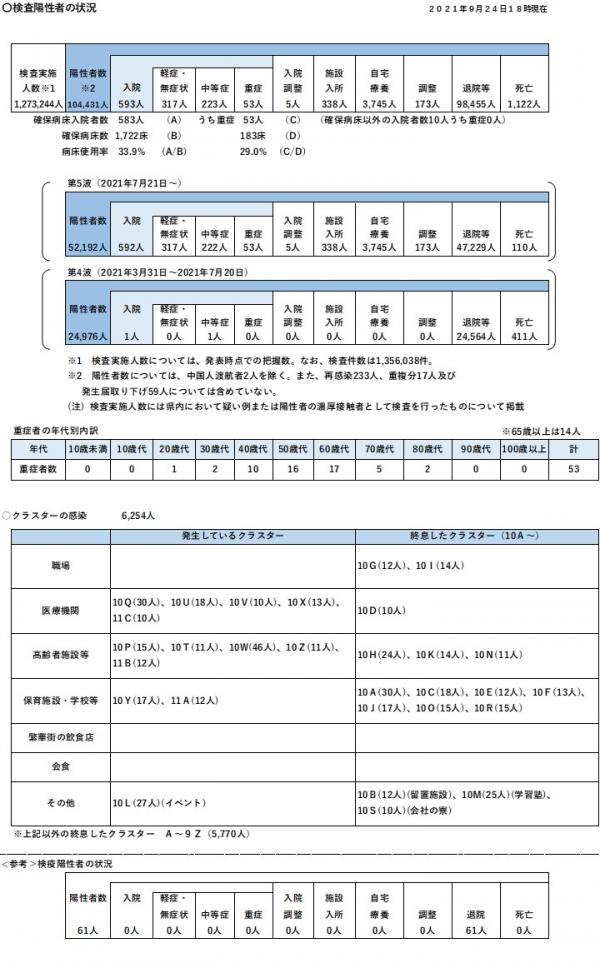 〇検査陽性者の状況
２０２１年９月２４日１８時現在
検査実施人数※1 陽性者数※2 入院 軽症・無症状 中等症 重症 入院調整 施設入所 自宅療養 調整 退院等 死亡
1,273,244人 104,431人 593人 317人 223人 53人 5人 338人 3,745人 173人 98,455人 1,122人
確保病床入院者数 583人 (A) うち重症 53人 (C) (確保病床以外の入院者数10人うち重症0人)
確保病床数 1,722床 (B) 183床 (D)
病床使用率 33.9% (A/B) 29.0% (C/D)
第5波（2021年7月21日～）
陽性者数 入院 軽症・無症状 中等症 重症 入院調整 施設入所 自宅療養 調整 退院等 死亡
52,192人 592人 317人 222人 53人 5人 338人 3,745人 173人 47,229人 110人
第4波（2021年3月31日～2021年7月20日）
陽性者数 入院 軽症・無症状 中等症 重症 入院調整 施設入所 自宅療養 調整 退院等 死亡
24,976人 1人 0人 1人 0人 0人 0人 0人 0人 24,564人 411人
※1　検査実施人数については、発表時点での把握数。なお、検査件数は1,356,038件。
※2　陽性者数については、中国人渡航者2人を除く。また、再感染233人、重複分17人及び
発生届取り下げ59人については含めていない。
（注）検査実施人数には県内において疑い例または陽性者の濃厚接触者として検査を行ったものについて掲載
重症者の年代別内訳
※65歳以上は14人
年代 10歳未満 10歳代 20歳代 30歳代 40歳代 50歳代 60歳代 70歳代 80歳代 90歳代 100歳以上 計
重症者数 0 0 1 2 10 16 17 5 2 0 0 53
○クラスターの感染 6,254人
発生しているクラスター 終息したクラスター（10A～）
職場 10G(12人)、10I(14人)
医療機関 10Q(30人)、10U(18人)、10V(10人)、10X(13人)、11C(10人) 10D(10人)
高齢者施設等 10P(15人)、10T(11人)、10W(46人)、10Z(11人)、11B(12人) 10H(24人)、10K(14人)、10N(11人)
保育施設・学校等 10Y(17人)、11A(12人) 10A(30人)、10C(18人)、10E(12人)、10F(13人)、10J(17人)、10O(15人)、10R(15人)
繁華街の飲食店
会食
その他 10L(27人)(イベント) 10B(12人)(留置施設)、10M(25人)(学習塾)、10S(10人)(会社の寮)
※上記以外の終息したクラスター　A～9Z（5,770人）
＜参考＞検疫陽性者の状況
陽性者数 入院 軽症・無症状 中等症 重症 入院調整 施設入所 自宅療養 調整 退院 死亡
61人 0人 0人 0人 0人 0人 0人 0人 0人 61人 0人